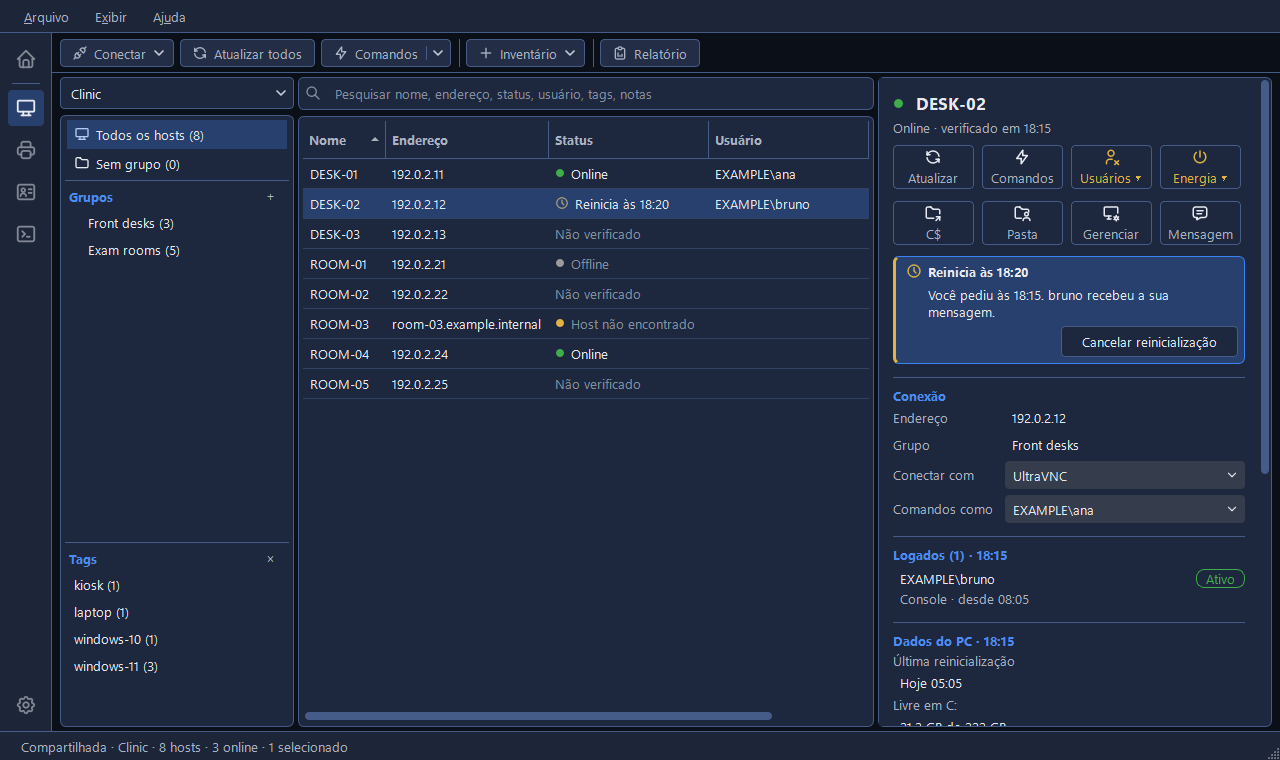 Arquivo Exibir Ajuda
Conectar Atualizar todos Comandos Inventário Relatório
Clinic
Todos os hosts (8)
Sem grupo (0)
Grupos +
Front desks (3)
Exam rooms (5)
Tags ×
kiosk (1)
laptop (1)
windows-10 (1)
windows-11 (3)
Pesquisar nome, endereço, status, usuário, tags, notas
Nome Endereço Status Usuário
DESK-01 192.0.2.11 Online EXAMPLE\ana
DESK-02 192.0.2.12 Reinicia às 18:20 EXAMPLE\bruno
DESK-03 192.0.2.13 Não verificado
ROOM-01 192.0.2.21 Offline
ROOM-02 192.0.2.22 Não verificado
ROOM-03 room-03.example.internal Host não encontrado
ROOM-04 192.0.2.24 Online
ROOM-05 192.0.2.25 Não verificado
DESK-02
Online · verificado em 18:15
Atualizar Comandos Usuários Energia
C$ Pasta Gerenciar Mensagem
Reinicia às 18:20
Você pediu às 18:15. bruno recebeu a sua
mensagem.
Cancelar reinicialização
Conexão
Endereço 192.0.2.12
Grupo Front desks
Conectar com UltraVNC
Comandos como EXAMPLE\ana
Logados (1) · 18:15
EXAMPLE\bruno Ativo
Console · desde 08:05
Dados do PC · 18:15
Última reinicialização
Hoje 05:05
Livre em C:
Compartilhada · Clinic · 8 hosts · 3 online · 1 selecionado